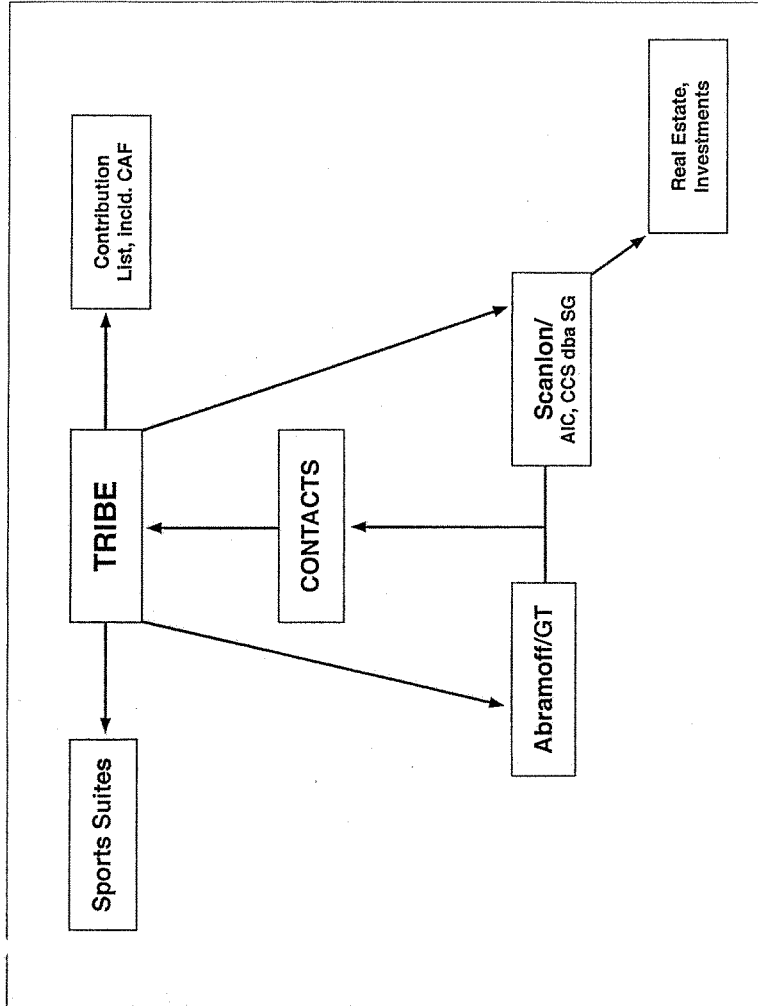 Sports Suites
TRIBE
Contribution
List, incld. CAF
CONTACTS
Abramoff/GT
Scanlon/
AIC, CCS dba SG
Real Estate,
Investments